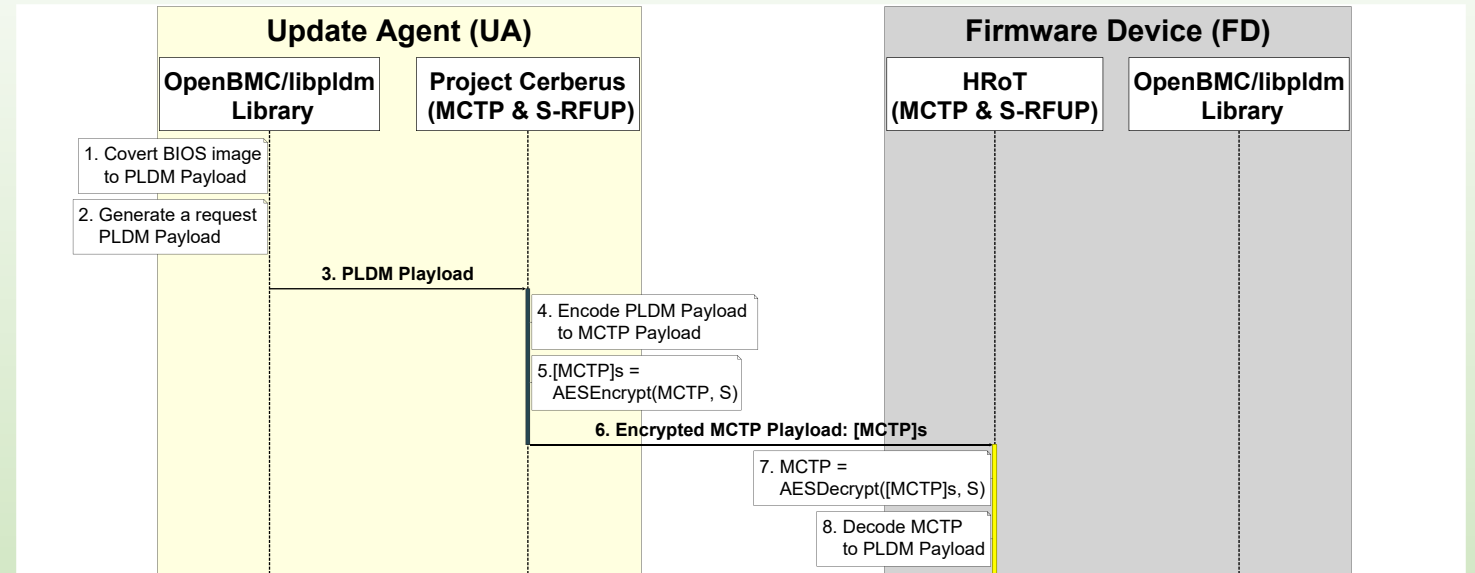 Update Agent (UA)
Firmware Device (FD)
OpenBMC/libpldm
Library
Project Cerberus
(MCTP & S-RFUP)
HRoT
(MCTP & S-RFUP)
OpenBMC/libpldm
Library
1. Covert BIOS image
to PLDM Payload
2. Generate a request
PLDM Payload
3. PLDM Playload
4. Encode PLDM Payload
to MCTP Payload
5.[MCTP]s =
AESEncrypt(MCTP, S)
6. Encrypted MCTP Playload: [MCTP]s
7. MCTP =
AESDecrypt([MCTP]s, S)
8. Decode MCTP
to PLDM Payload